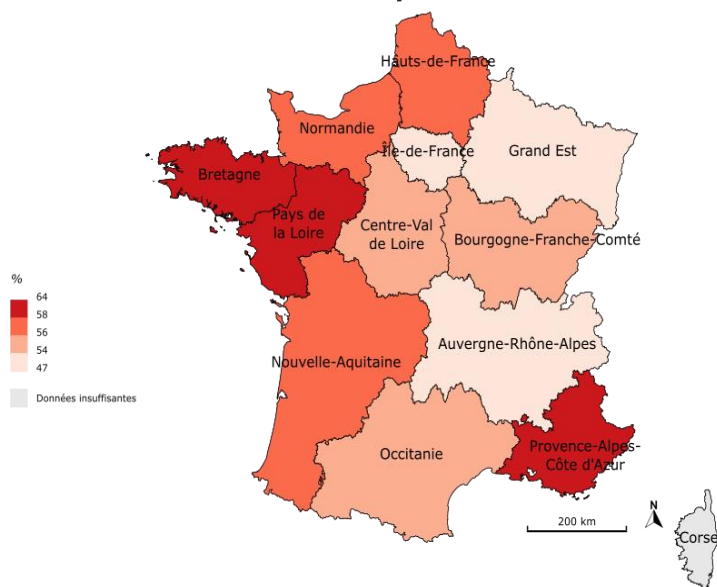 Hauts-de-France
Normandie
Île-de-France
Grand Est
Bretagne
Pays de
la Loire
Centre-Val
de Loire
Bourgogne-Franche-Comté
%
64
58
56
54
47
Données insuffisantes
Auvergne-Rhône-Alpes
Nouvelle-Aquitaine
Occitanie
Provence-Alpes-
Côte d'Azur
200 km
N
Corse